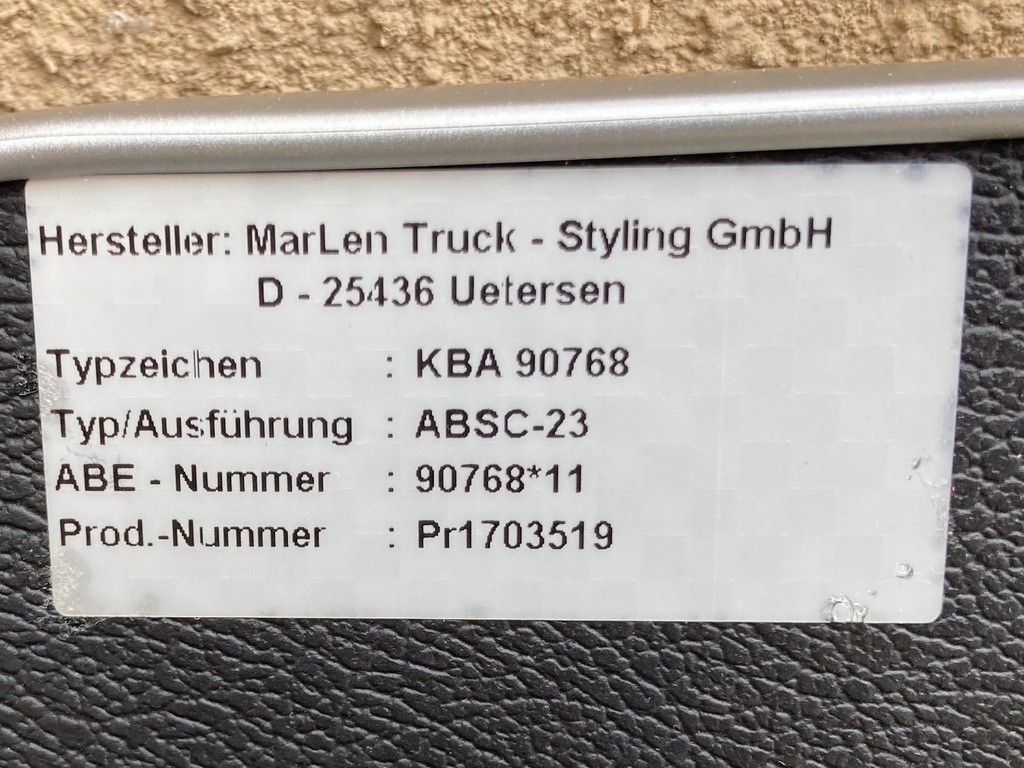 Hersteller: MarLen Truck - Styling GmbH
D - 25436 Uetersen
Typzeichen : KBA 90768
Typ/Ausführung : ABSC-23
ABE - Nummer : 90768*11
Prod.-Nummer : Pr1703519